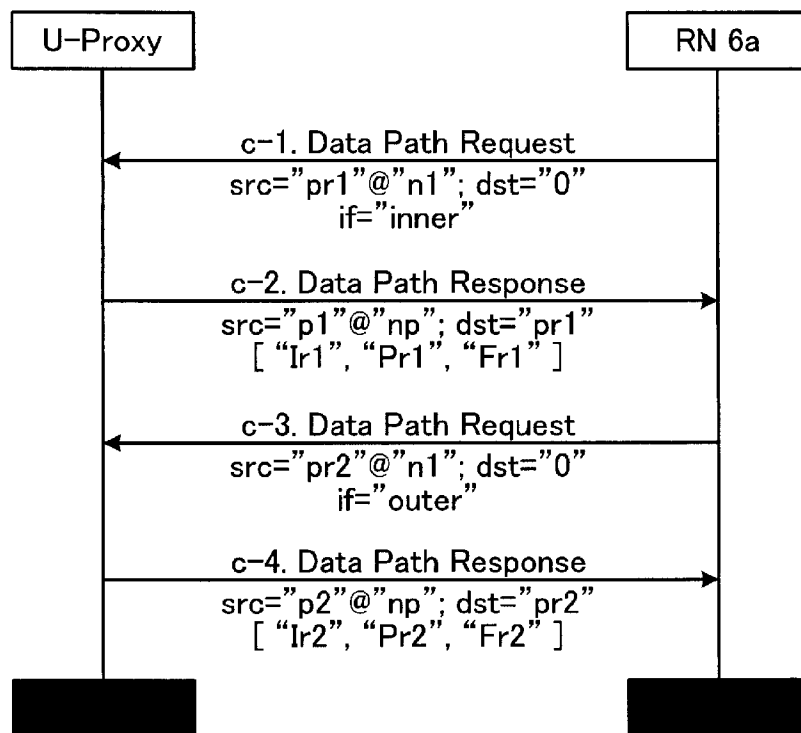 U-Proxy
RN 6a
c-1. Data Path Request
src="pr1"@"n1"; dst="0"
if="inner"
c-2. Data Path Response
src="p1"@"np"; dst="pr1"
[ "Ir1", "Pr1", "Fr1" ]
c-3. Data Path Request
src="pr2"@"n1"; dst="0"
if="outer"
c-4. Data Path Response
src="p2"@"np"; dst="pr2"
[ "Ir2", "Pr2", "Fr2" ]